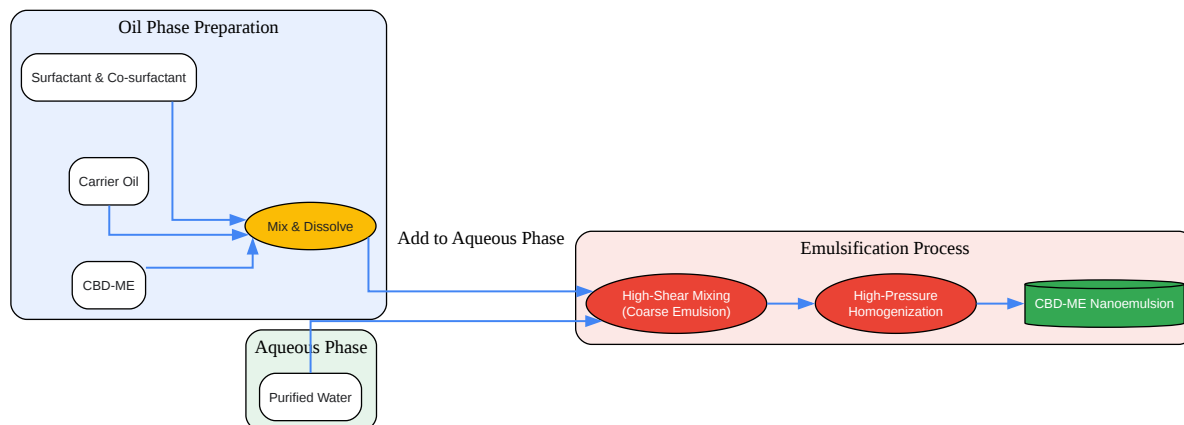 Oil Phase Preparation
Surfactant & Co-surfactant
Carrier Oil
Mix & Dissolve
CBD-ME
Add to Aqueous Phase
Emulsification Process
High-Shear Mixing
(Coarse Emulsion)
High-Pressure
Homogenization
CBD-ME Nanoemulsion
Aqueous Phase
Purified Water